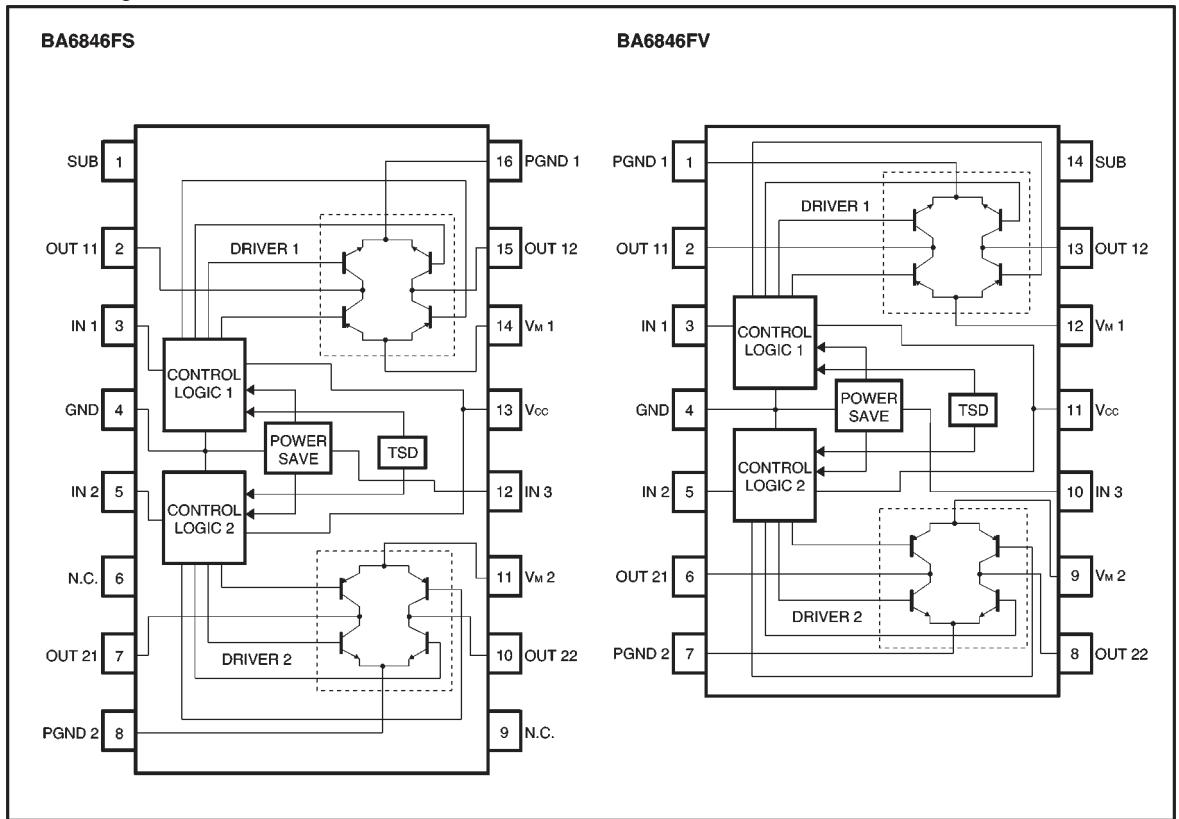 BA6846FS
SUB 1
OUT 11 2
IN 1 3
GND 4
IN 2 5
N.C. 6
OUT 21 7
PGND 2 8
16 PGND 1
15 OUT 12
14 VM 1
13 VCC
12 IN 3
11 VM 2
10 OUT 22
9 N.C.
DRIVER 1
CONTROL
LOGIC 1
POWER
SAVE
TSD
CONTROL
LOGIC 2
DRIVER 2
BA6846FV
PGND 1 1
OUT 11 2
IN 1 3
GND 4
IN 2 5
OUT 21 6
PGND 2 7
14 SUB
13 OUT 12
12 VM 1
11 VCC
10 IN 3
9 VM 2
8 OUT 22
DRIVER 1
CONTROL
LOGIC 1
POWER
SAVE
TSD
CONTROL
LOGIC 2
DRIVER 2